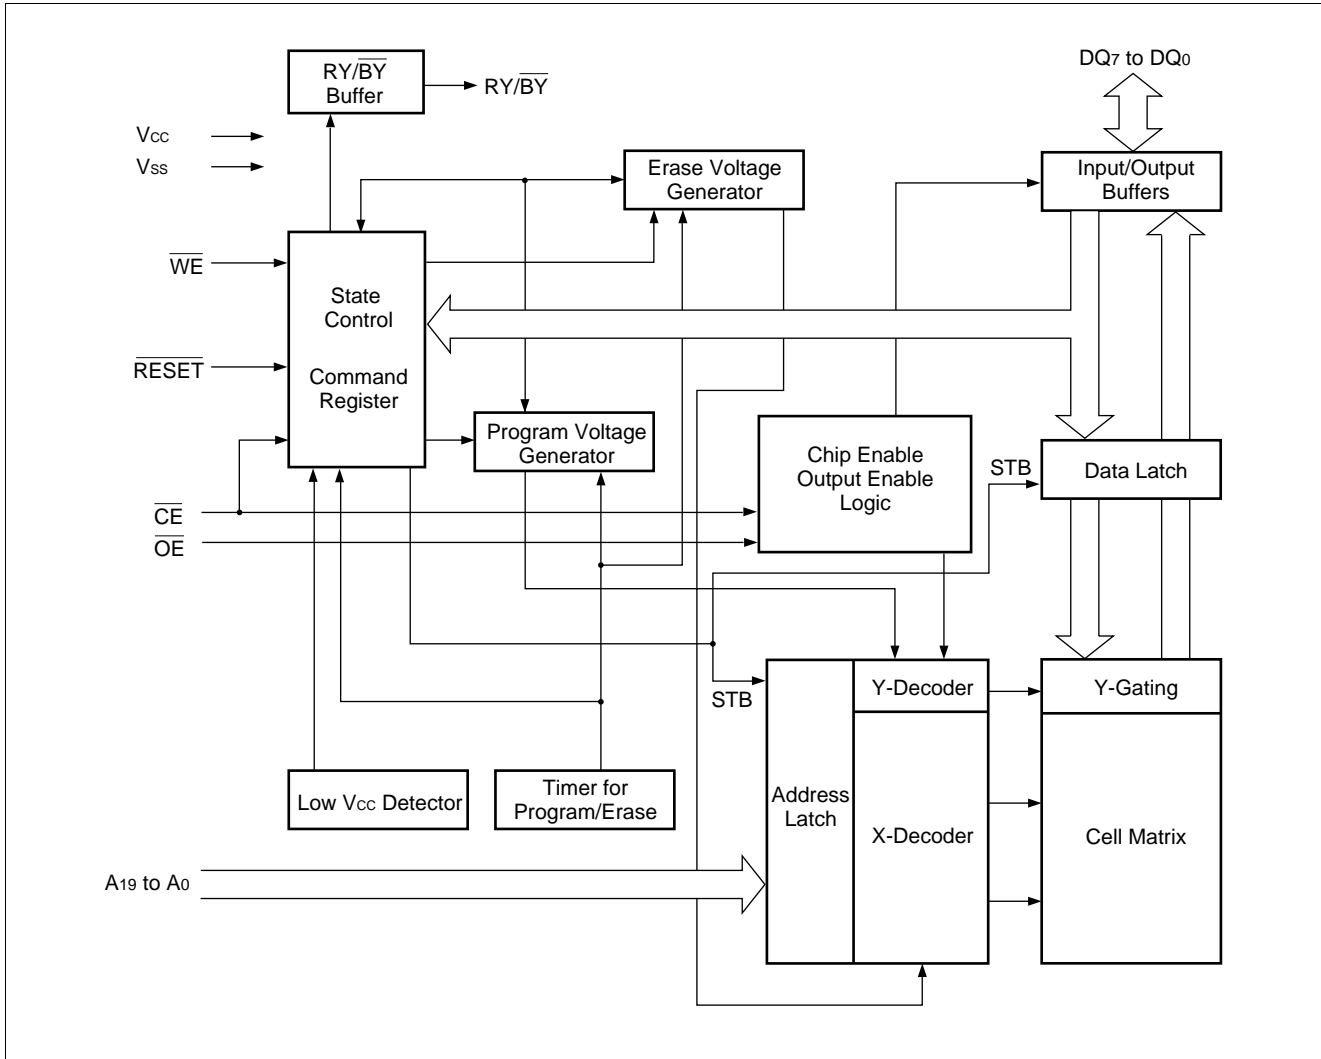 RY/BY
Buffer
RY/BY
DQ7 to DQ0
VCC
VSS
Erase Voltage
Generator
Input/Output
Buffers
WE
State
Control
RESET
Command
Register
Program Voltage
Generator
Chip Enable
Output Enable
Logic
STB
Data Latch
CE
OE
STB
Y-Decoder
Y-Gating
Low VCC Detector
Timer for
Program/Erase
Address
Latch
X-Decoder
Cell Matrix
A19 to A0